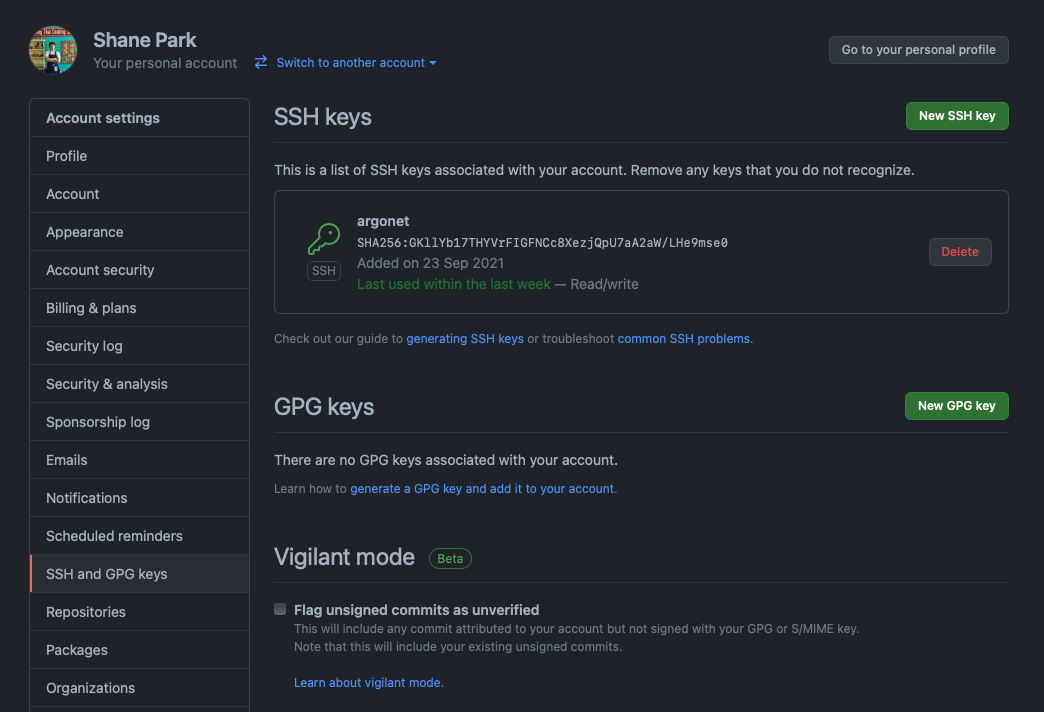 Shane Park
Your personal account
Switch to another account
Go to your personal profile
Account settings
Profile
Account
Appearance
Account security
Billing & plans
Security log
Security & analysis
Sponsorship log
Emails
Notifications
Scheduled reminders
SSH and GPG keys
Repositories
Packages
Organizations
SSH keys
New SSH key
This is a list of SSH keys associated with your account. Remove any keys that you do not recognize.
argonet
SHA256:GKllYb17THYVrFIGFNCc8XezjQpU7aA2aW/LHe9mse0
SSH
Added on 23 Sep 2021
Last used within the last week — Read/write
Delete
Check out our guide to generating SSH keys or troubleshoot common SSH problems.
GPG keys
New GPG key
There are no GPG keys associated with your account.
Learn how to generate a GPG key and add it to your account.
Vigilant mode Beta
Flag unsigned commits as unverified
This will include any commit attributed to your account but not signed with your GPG or S/MIME key.
Note that this will include your existing unsigned commits.
Learn about vigilant mode.